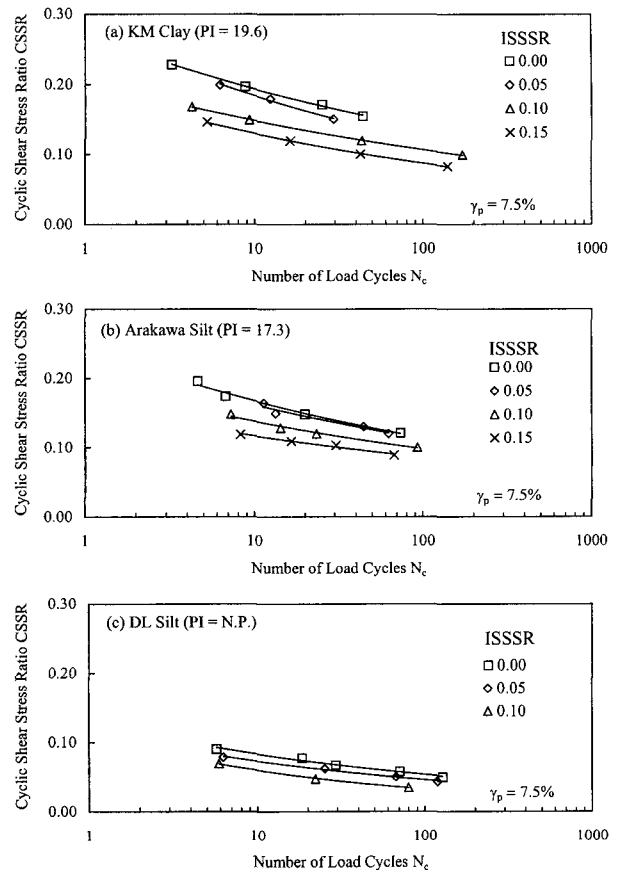 0.30
(a) KM Clay (PI = 19.6)
ISSSR
0.00
0.05
0.10
0.15
0.20
0.10
0.00
Cyclic Shear Stress Ratio CSSR
γp = 7.5%
1 10 100 1000
Number of Load Cycles Nc
0.30
(b) Arakawa Silt (PI = 17.3)
ISSSR
0.00
0.05
0.10
0.15
0.20
0.10
0.00
Cyclic Shear Stress Ratio CSSR
γp = 7.5%
1 10 100 1000
Number of Load Cycles Nc
0.30
(c) DL Silt (PI = N.P.)
ISSSR
0.00
0.05
0.10
0.20
0.10
0.00
Cyclic Shear Stress Ratio CSSR
γp = 7.5%
1 10 100 1000
Number of Load Cycles Nc